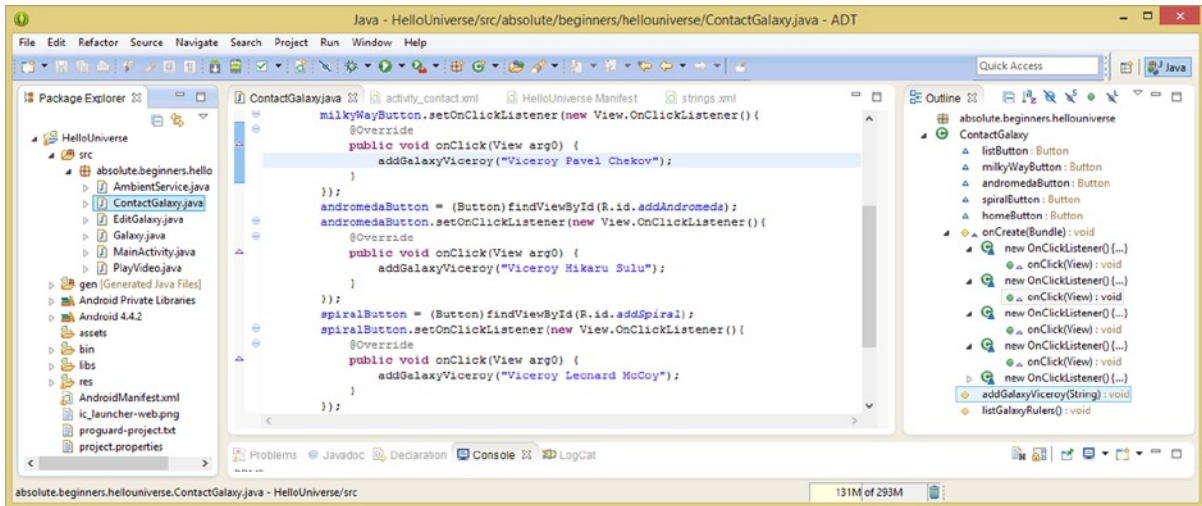 Java - HelloUniverse/src/absolute/beginners/hellouniverse/ContactGalaxy.java - ADT
File Edit Refactor Source Navigate Search Project Run Window Help
Quick Access
Java
Package Explorer
HelloUniverse
src
absolute.beginners.hello
AmbientService.java
ContactGalaxy.java
EditGalaxy.java
Galaxy.java
MainActivity.java
PlayVideo.java
gen [Generated Java Files]
Android Private Libraries
Android 4.4.2
assets
bin
libs
res
AndroidManifest.xml
ic_launcher-web.png
proguard-project.txt
project.properties
ContactGalaxy.java activity_contact.xml HelloUniverse Manifest strings.xml
milkyWayButton.setOnClickListener(new View.OnClickListener(){
@Override
public void onClick(View arg0) {
addGalaxyViceroy("Viceroy Pavel Chekov");
}
});
andromedaButton = (Button)findViewById(R.id.addAndromeda);
andromedaButton.setOnClickListener(new View.OnClickListener(){
@Override
public void onClick(View arg0) {
addGalaxyViceroy("Viceroy Hikaru Sulu");
}
});
spiralButton = (Button)findViewById(R.id.addSpiral);
spiralButton.setOnClickListener(new View.OnClickListener(){
@Override
public void onClick(View arg0) {
addGalaxyViceroy("Viceroy Leonard McCoy");
}
});
Outline
absolute.beginners.hellouniverse
ContactGalaxy
listButton : Button
milkyWayButton : Button
andromedaButton : Button
spiralButton : Button
homeButton : Button
onCreate(Bundle) : void
new OnClickListener() {...}
onClick(View) : void
new OnClickListener() {...}
onClick(View) : void
new OnClickListener() {...}
onClick(View) : void
new OnClickListener() {...}
onClick(View) : void
new OnClickListener() {...}
addGalaxyViceroy(String) : void
listGalaxyRulers() : void
Problems @ Javadoc Declaration Console LogCat
absolute.beginners.hellouniverse.ContactGalaxy.java - HelloUniverse/src
131M of 293M